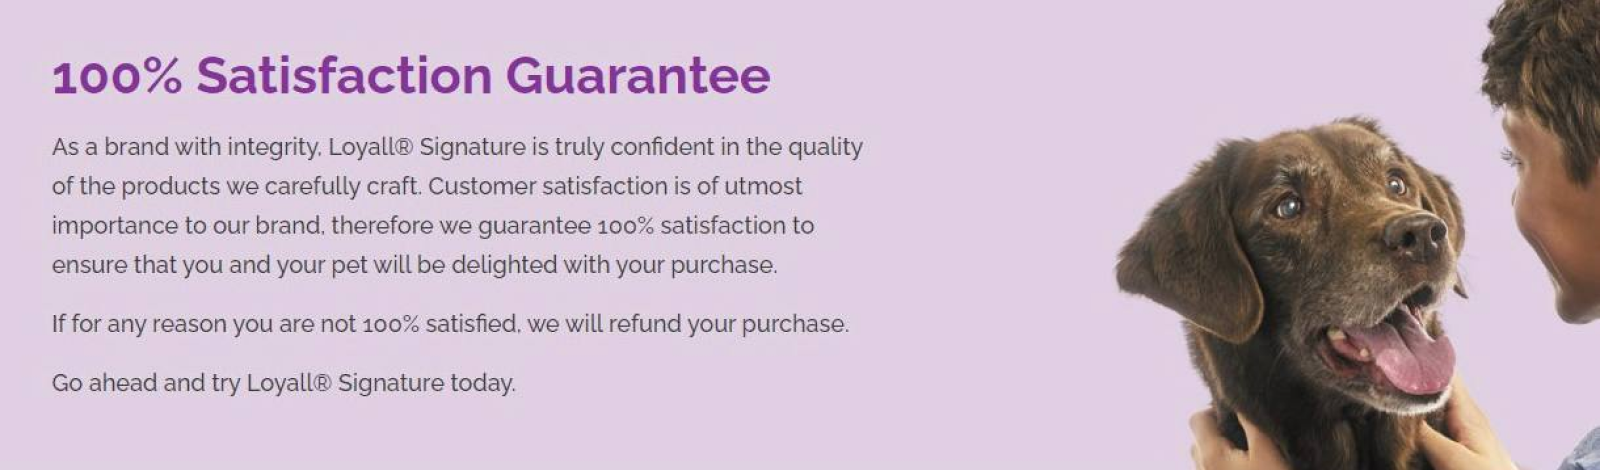 100% Satisfaction Guarantee
As a brand with integrity, Loyall® Signature is truly confident in the quality
of the products we carefully craft. Customer satisfaction is of utmost
importance to our brand, therefore we guarantee 100% satisfaction to
ensure that you and your pet will be delighted with your purchase.
If for any reason you are not 100% satisfied, we will refund your purchase.
Go ahead and try Loyall® Signature today.